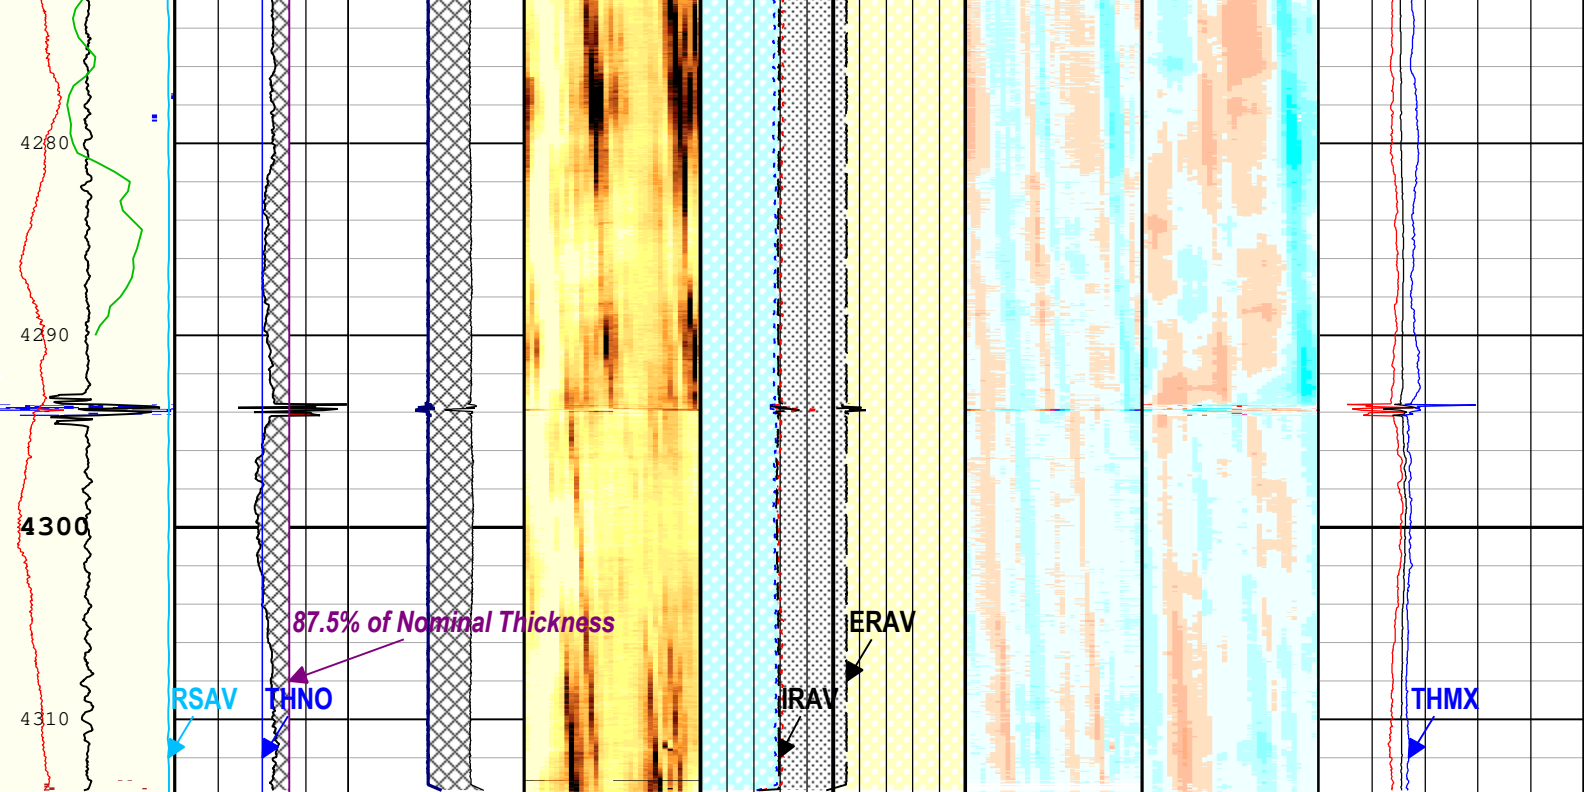 4280
4290
4300
87.5% of Nominal Thickness
ERAV
RSAV
THNO
IRAV
THMX
4310